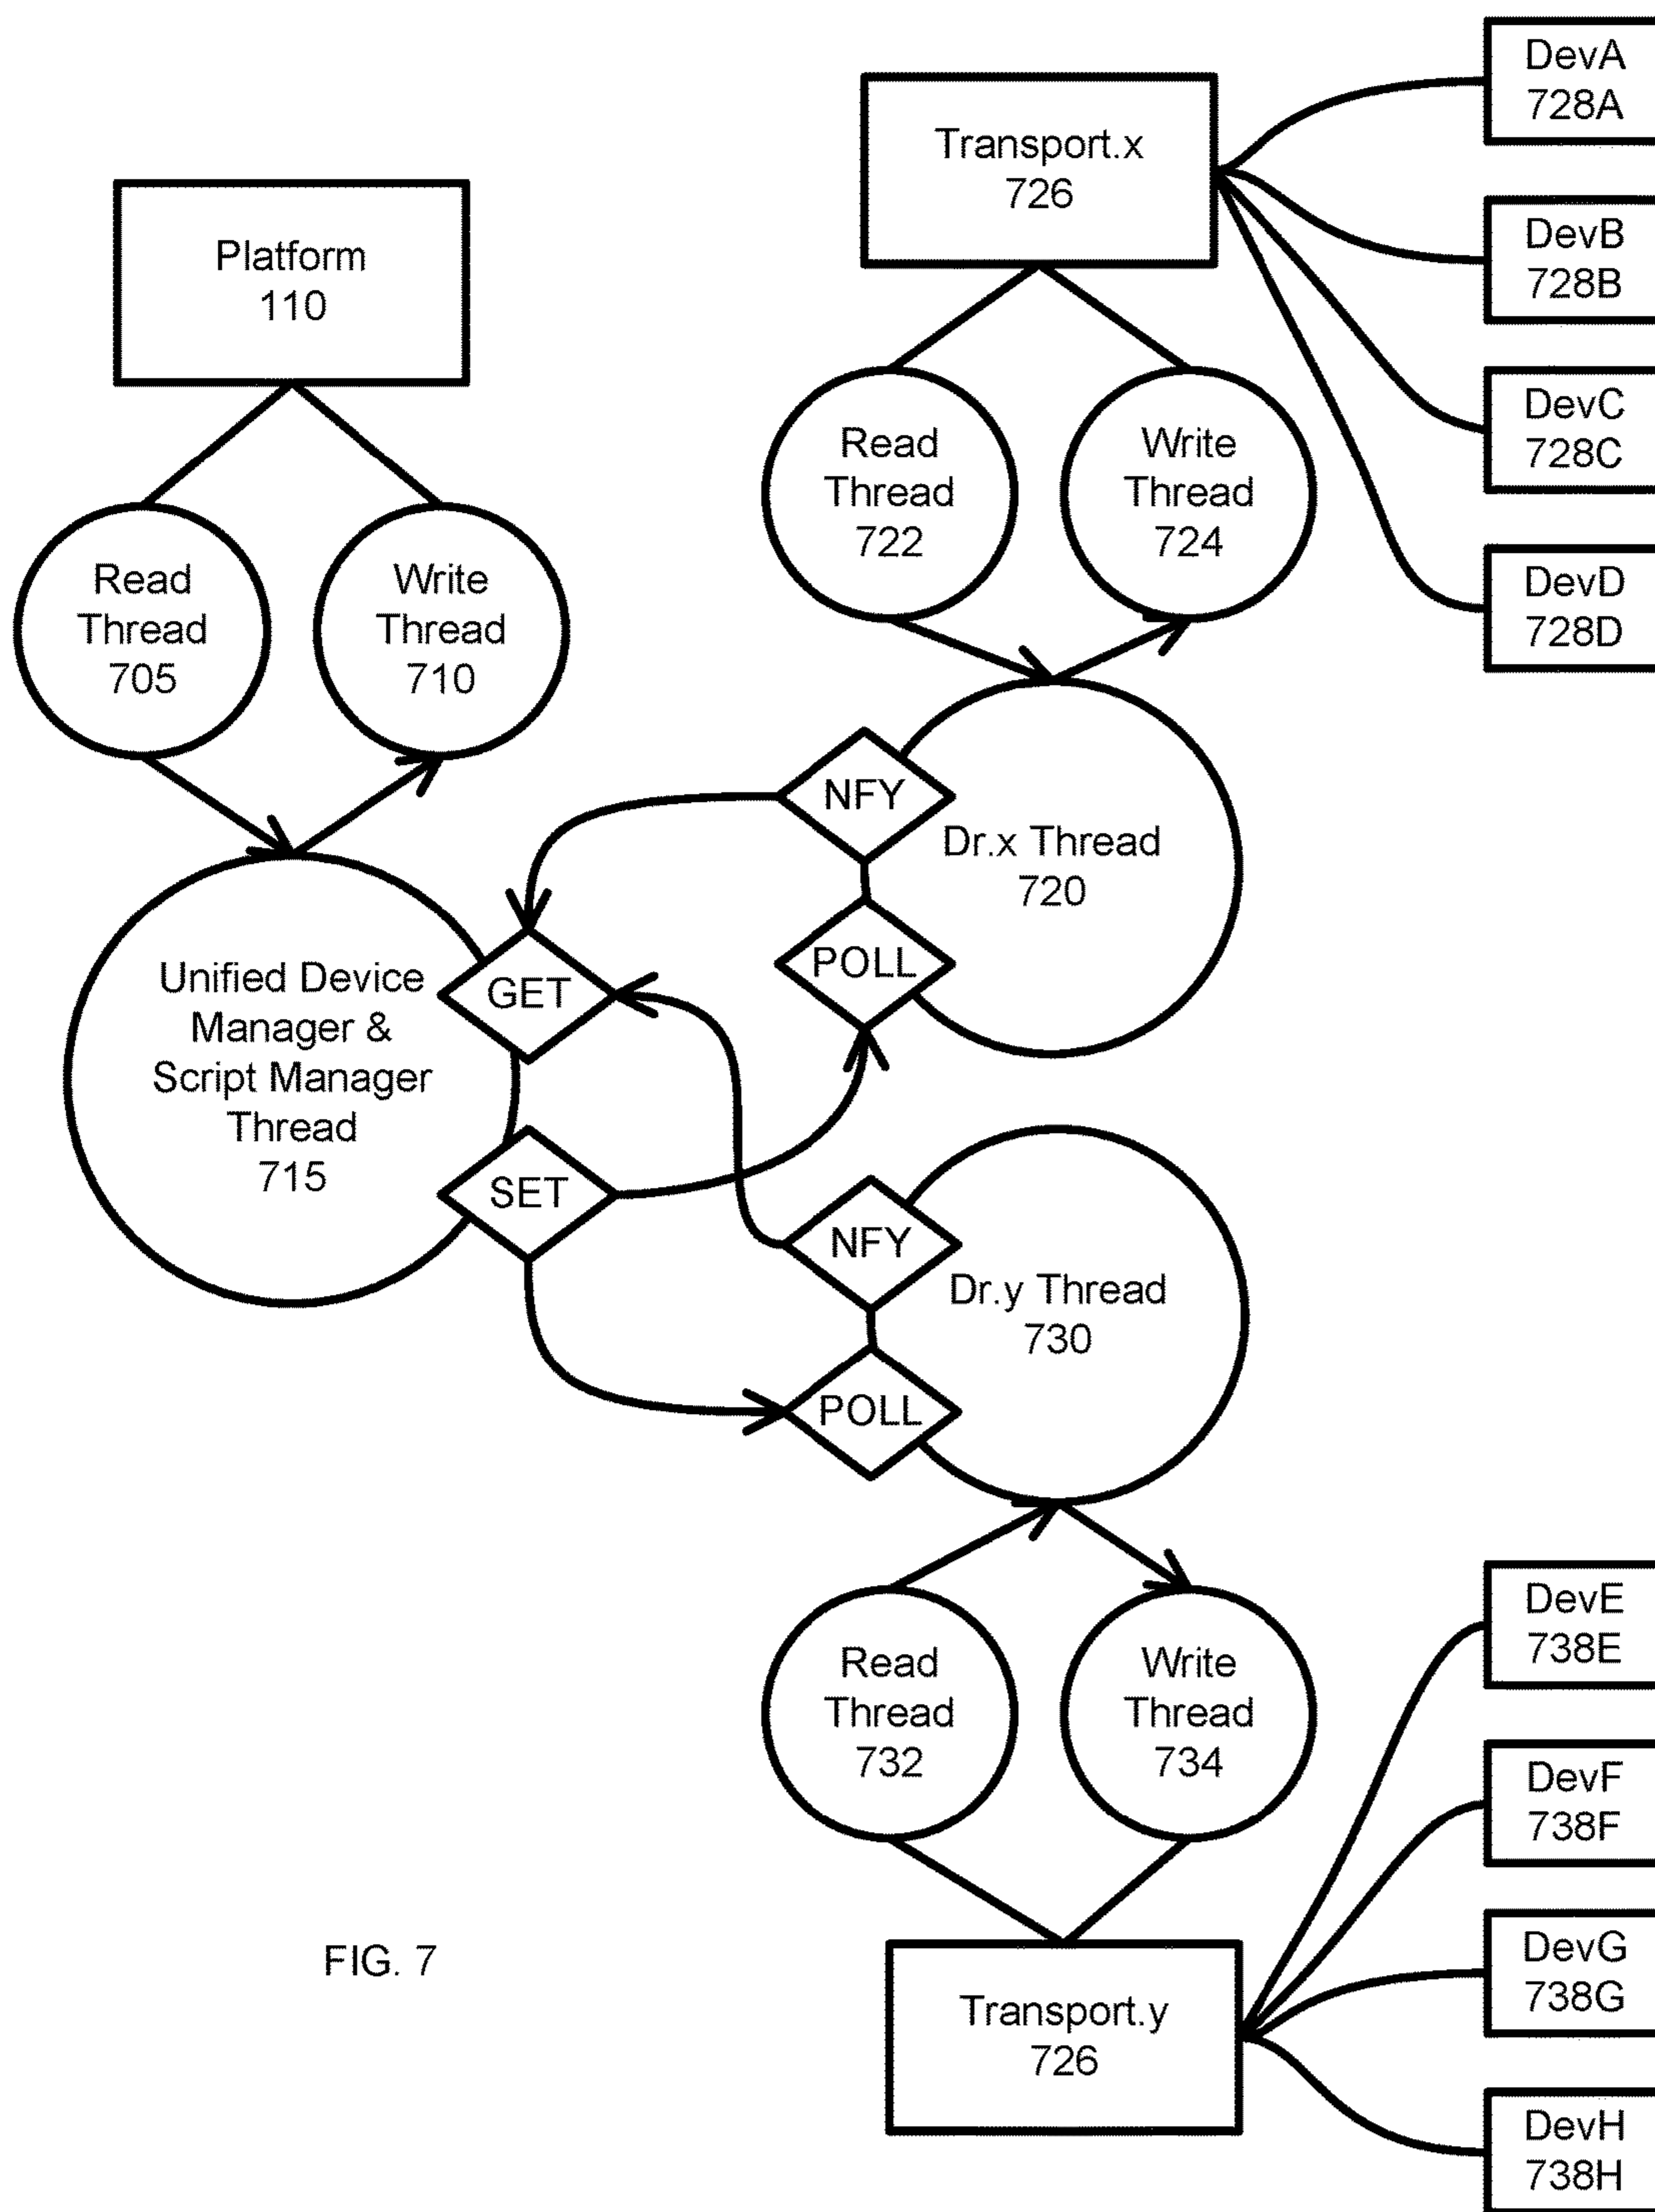 DevA
728A
Transport.x
726
DevB
728B
Platform
110
DevC
728C
Read
Thread
722
Write
Thread
724
DevD
728D
Read
Thread
705
Write
Thread
710
NFY
Dr.x Thread
720
POLL
GET
Unified Device
Manager &
Script Manager
Thread
715
SET
NFY
Dr.y Thread
730
POLL
DevE
738E
Read
Thread
732
Write
Thread
734
DevF
738F
DevG
738G
FIG. 7
Transport.y
726
DevH
738H